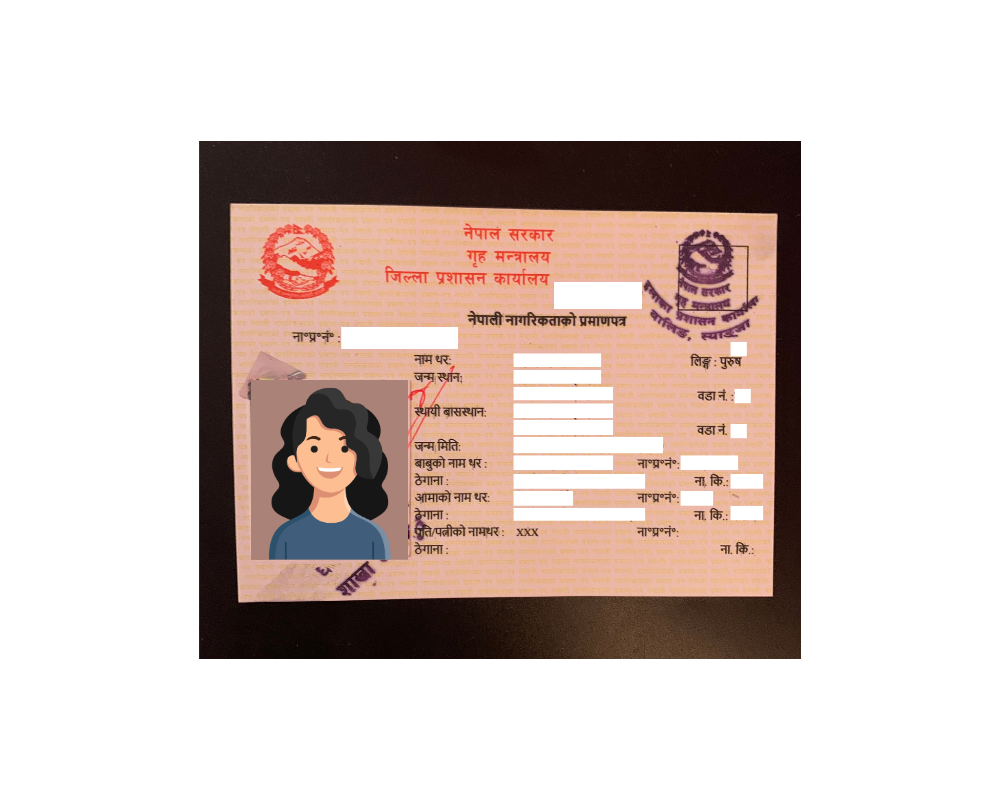 नेपाल सरकार
गृह मन्त्रालय
जिल्ला प्रशासन कार्यालय
नेपाल सरकार
गृह मन्त्रालय
इलाका प्रशासन कार्यालय
वालिङ, स्याङ्जा
नेपाली नागरिकताको प्रमाणपत्र
ना॰प्र॰नं॰ :
नाम थर: लिङ्ग : पुरुष
जन्म स्थान:
वडा नं. :
स्थायी बासस्थान:
वडा नं.
जन्म मिति:
बाबुको नाम थर : ना॰प्र॰नं॰:
ठेगाना : ना. कि.:
आमाको नाम थर: ना॰प्र॰नं॰:
ठेगाना : ना. कि.:
पति/पत्नीको नामथर : xxx ना॰प्र॰नं॰:
ठेगाना : ना. कि.:
शाखा